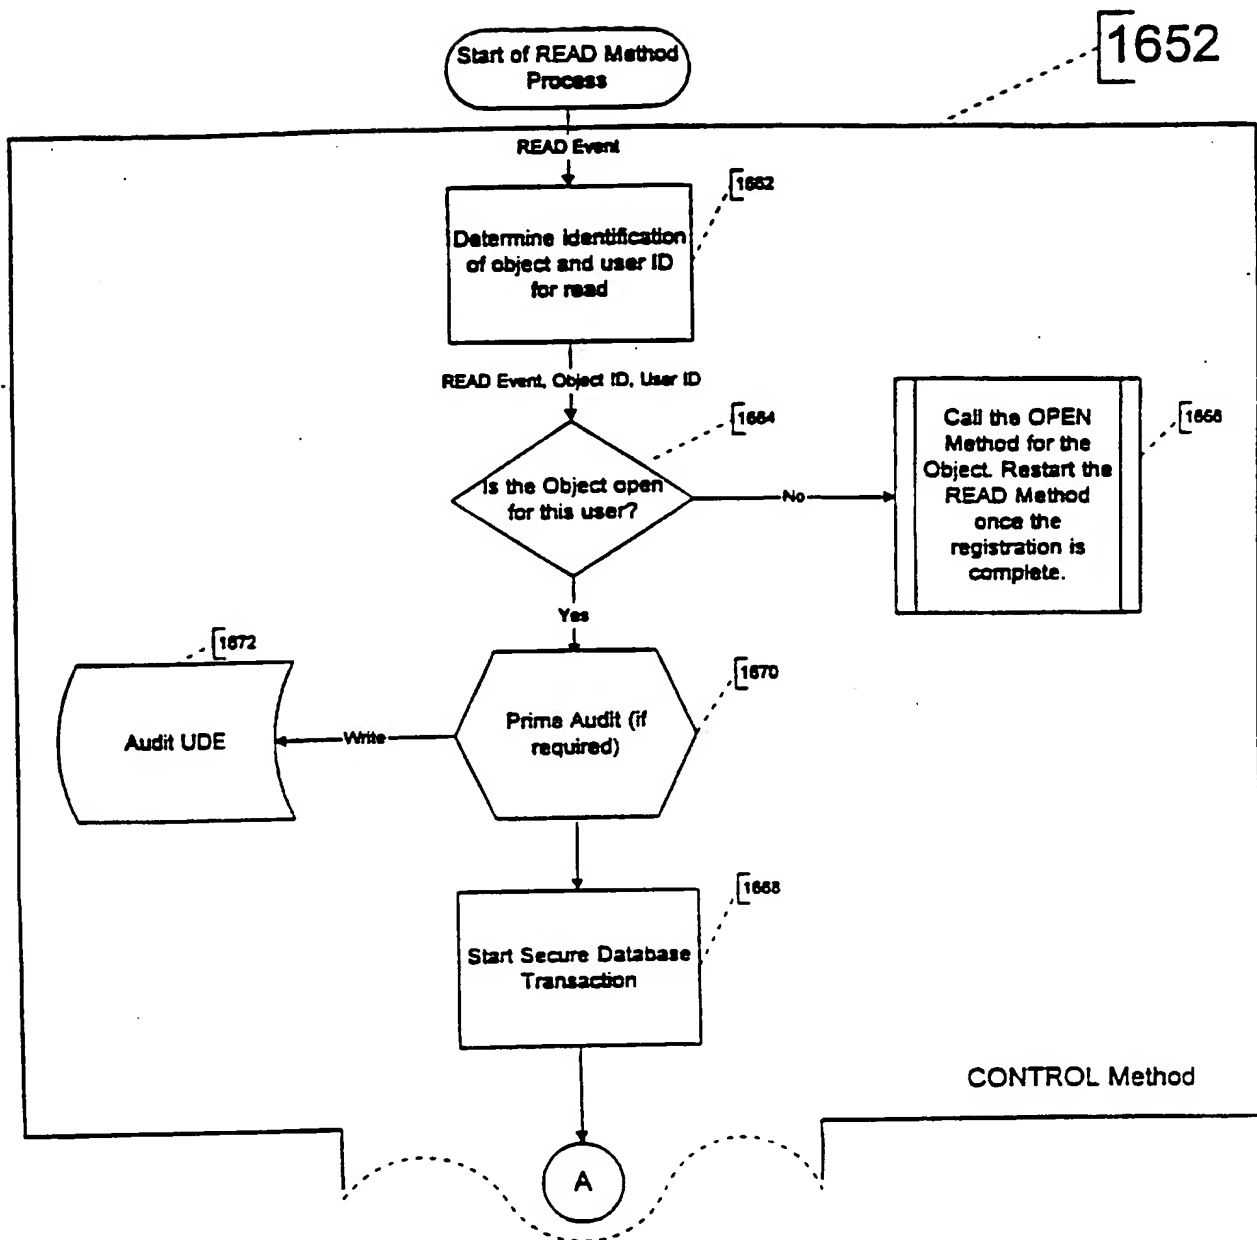 1652
Start of READ Method
Process
READ Event
1662
Determine identification
of object and user ID
for read
READ Event, Object ID, User ID
1664
Is the Object open
for this user?
No
1656
Call the OPEN
Method for the
Object. Restart the
READ Method
once the
registration is
complete.
Yes
1672
Audit UDE
Write
1670
Prime Audit (if
required)
1668
Start Secure Database
Transaction
CONTROL Method
A